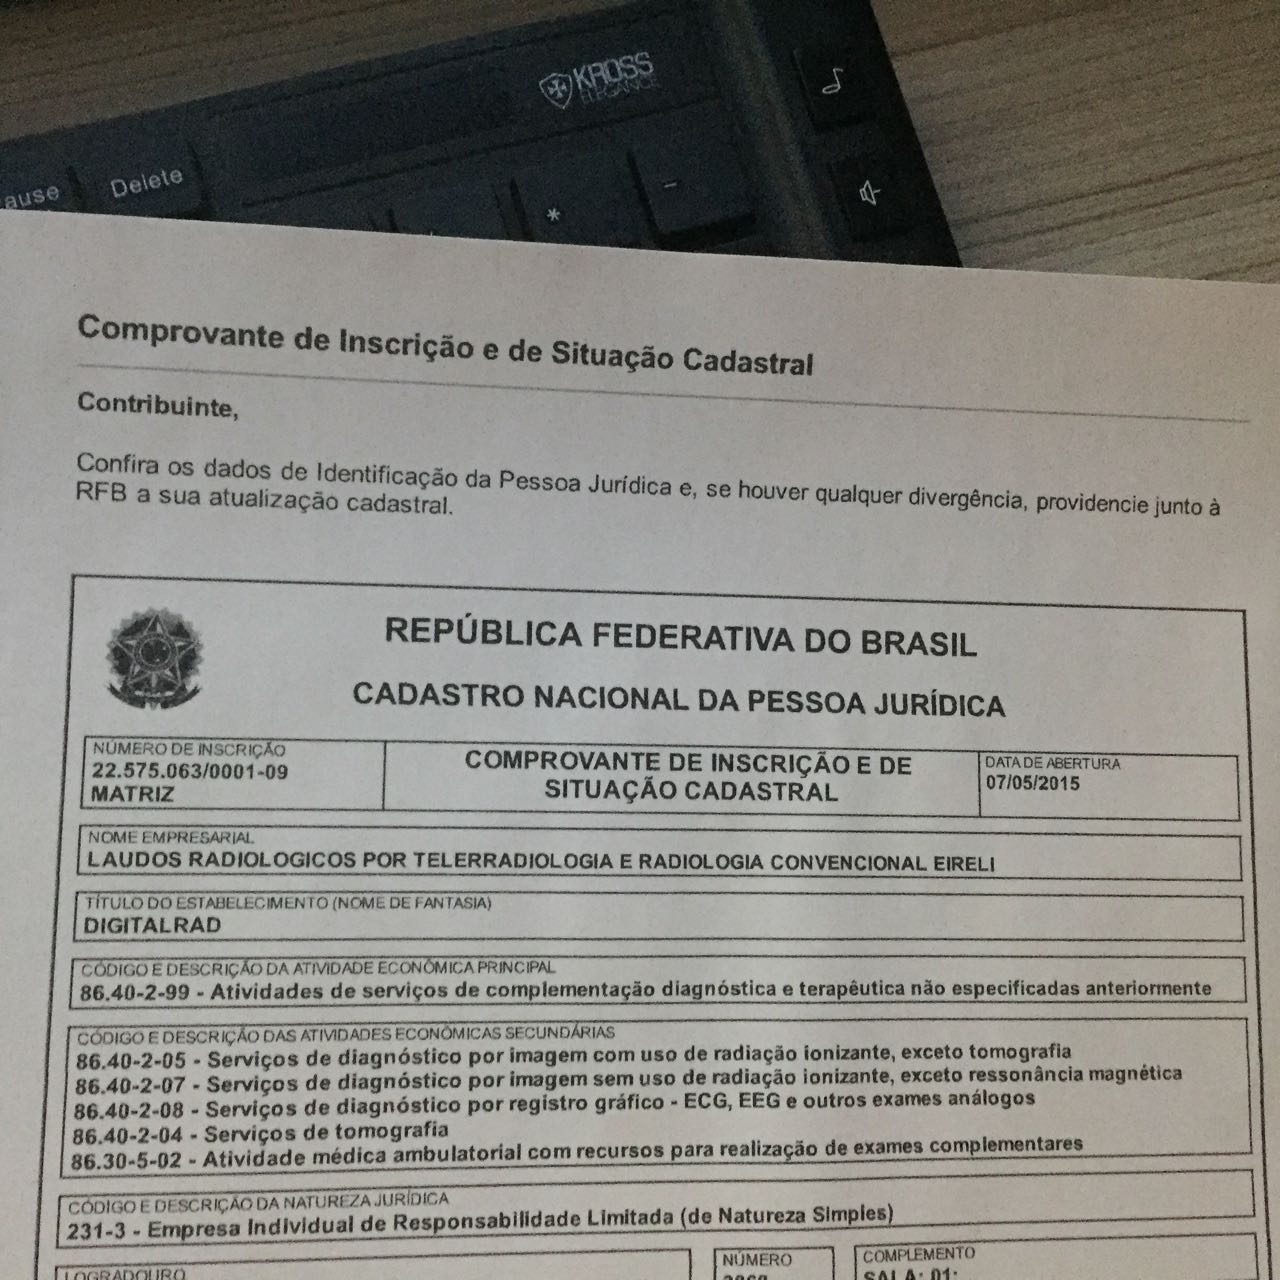 KROSS
ELEGANCE
ause
Delete
*
-
Comprovante de Inscrição e de Situação Cadastral
Contribuinte,
Confira os dados de Identificação da Pessoa Jurídica e, se houver qualquer divergência, providencie junto à
RFB a sua atualização cadastral.
REPÚBLICA FEDERATIVA DO BRASIL
CADASTRO NACIONAL DA PESSOA JURÍDICA
NÚMERO DE INSCRIÇÃO
22.575.063/0001-09
MATRIZ
COMPROVANTE DE INSCRIÇÃO E DE
SITUAÇÃO CADASTRAL
DATA DE ABERTURA
07/05/2015
NOME EMPRESARIAL
LAUDOS RADIOLOGICOS POR TELERRADIOLOGIA E RADIOLOGIA CONVENCIONAL EIRELI
TÍTULO DO ESTABELECIMENTO (NOME DE FANTASIA)
DIGITALRAD
CÓDIGO E DESCRIÇÃO DA ATIVIDADE ECONÔMICA PRINCIPAL
86.40-2-99 - Atividades de serviços de complementação diagnóstica e terapêutica não especificadas anteriormente
CÓDIGO E DESCRIÇÃO DAS ATIVIDADES ECONÔMICAS SECUNDÁRIAS
86.40-2-05 - Serviços de diagnóstico por imagem com uso de radiação ionizante, exceto tomografia
86.40-2-07 - Serviços de diagnóstico por imagem sem uso de radiação ionizante, exceto ressonância magnética
86.40-2-08 - Serviços de diagnóstico por registro gráfico - ECG, EEG e outros exames análogos
86.40-2-04 - Serviços de tomografia
86.30-5-02 - Atividade médica ambulatorial com recursos para realização de exames complementares
CÓDIGO E DESCRIÇÃO DA NATUREZA JURÍDICA
231-3 - Empresa Individual de Responsabilidade Limitada (de Natureza Simples)
LOGRADOURO
NÚMERO
COMPLEMENTO
SALA: 01;